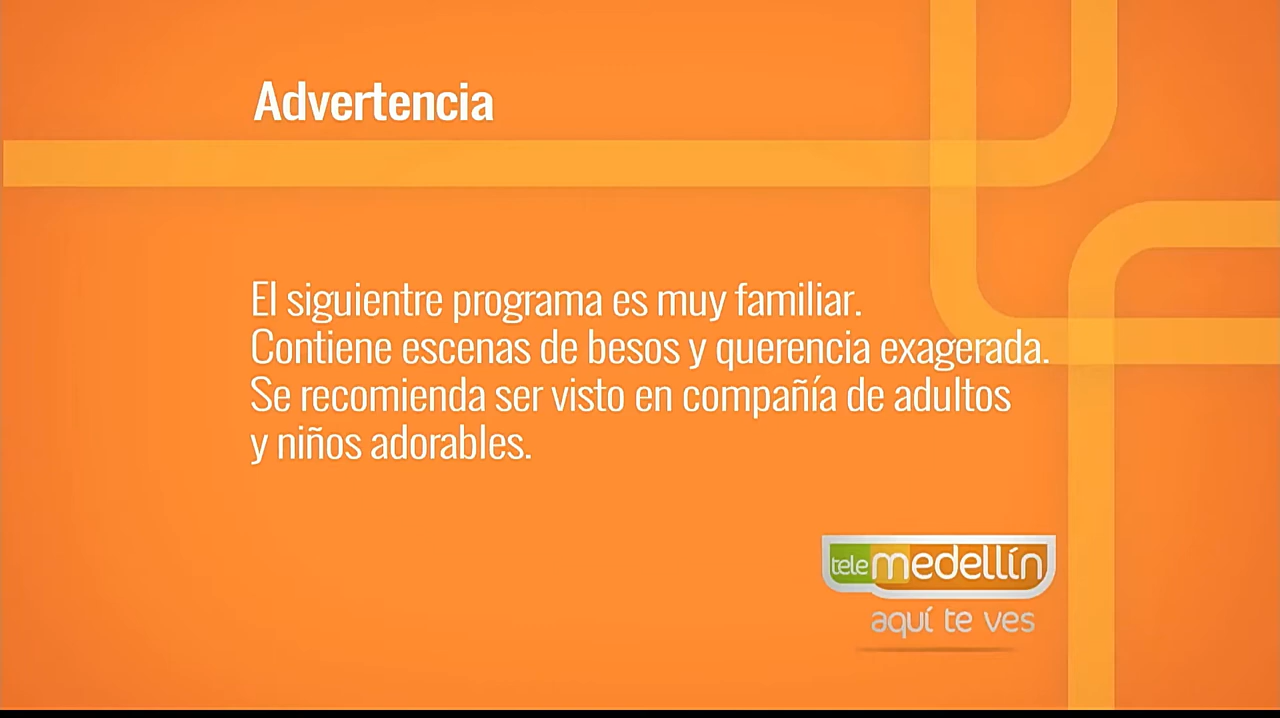 Advertencia
El siguientre programa es muy familiar.
Contiene escenas de besos y querencia exagerada.
Se recomienda ser visto en compañía de adultos
y niños adorables.
tele medellín
aquí te ves